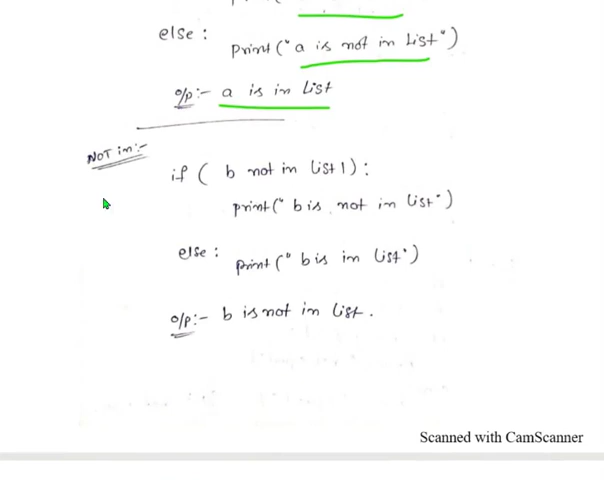 else :
print (" a is not in List")
o/p:- a is in List
NOT in:-
if ( b not in List1) :
print(" b is not in List")
else :
print (" b is in List")
o/p:- b is not in List.
Scanned with CamScanner